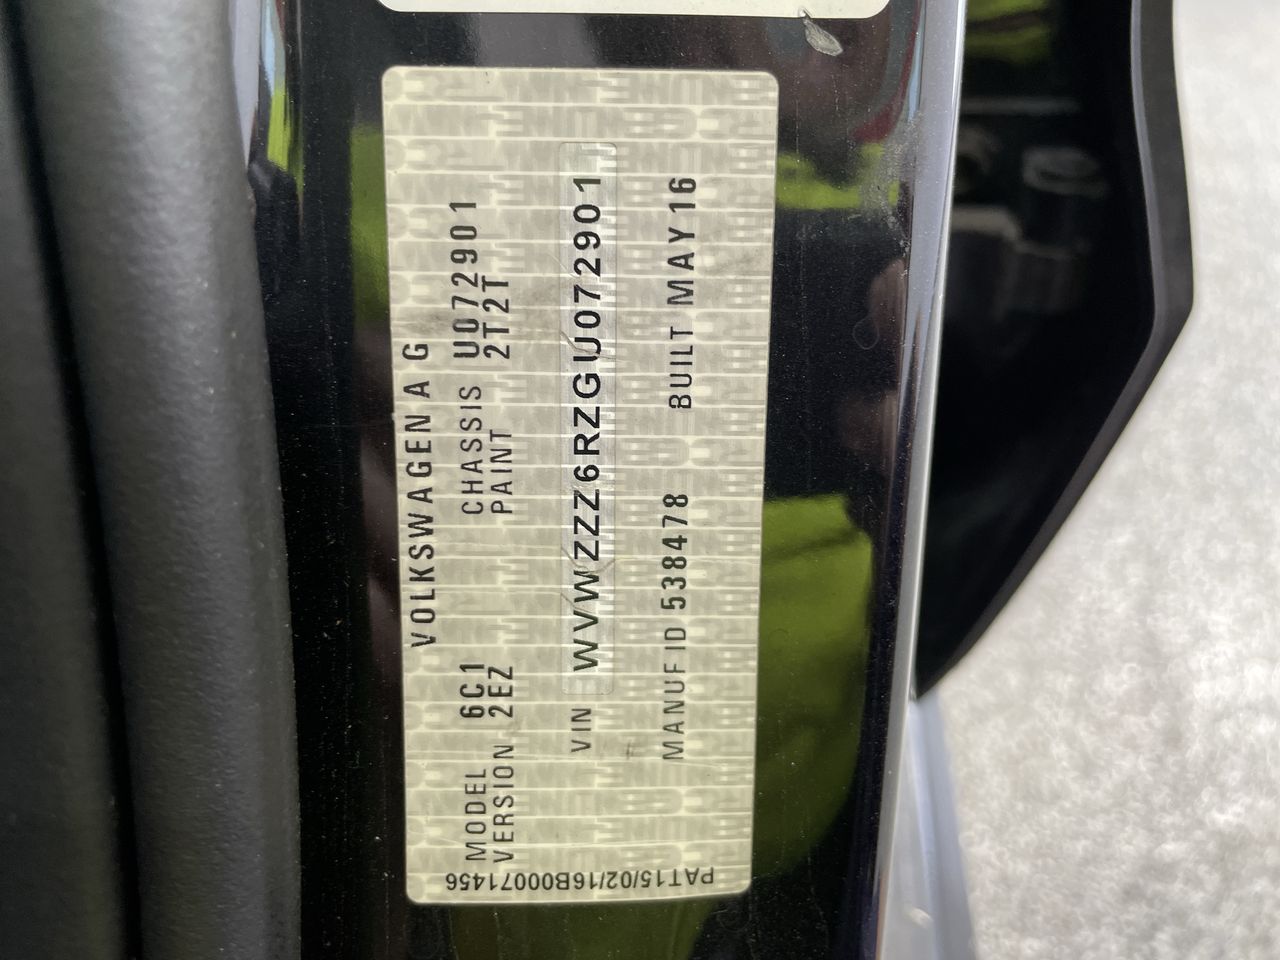 VOLKSWAGEN A G
MODEL 6C1 CHASSIS U072901
VERSION 2EZ PAINT 2T2T
VIN WVWZZZ6RZGU072901
MANUF ID 538478 BUILT MAY 16
PAT15/02/16B00071456